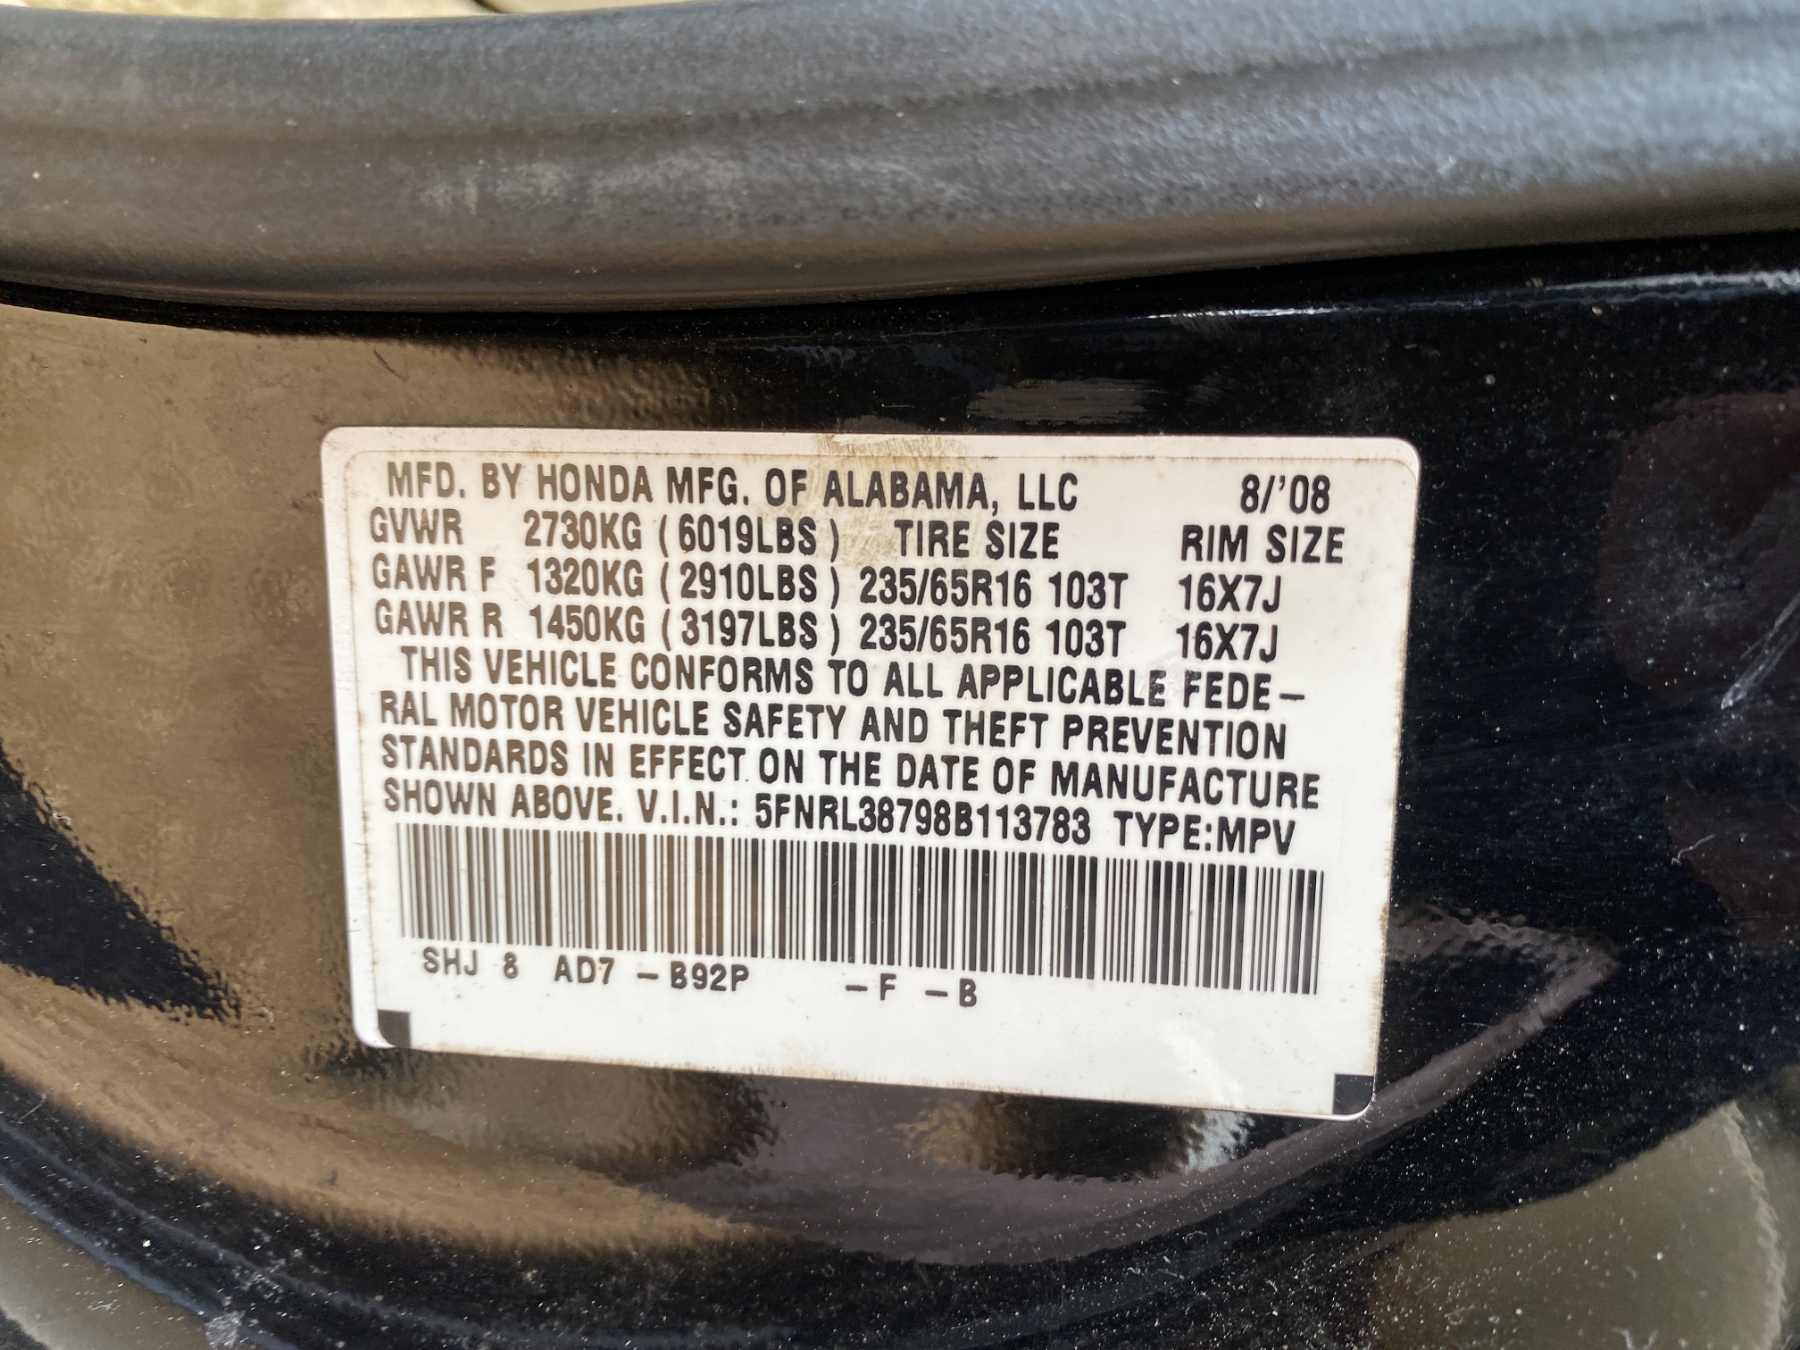 MFD. BY HONDA MFG. OF ALABAMA, LLC 8/'08
GVWR 2730KG (6019LBS) TIRE SIZE RIM SIZE
GAWR F 1320KG (2910LBS) 235/65R16 103T 16X7J
GAWR R 1450KG (3197LBS) 235/65R16 103T 16X7J
THIS VEHICLE CONFORMS TO ALL APPLICABLE FEDE-
RAL MOTOR VEHICLE SAFETY AND THEFT PREVENTION
STANDARDS IN EFFECT ON THE DATE OF MANUFACTURE
SHOWN ABOVE. V.I.N.: 5FNRL38798B113783 TYPE:MPV
SHJ 8 AD7 -B92P -F -B